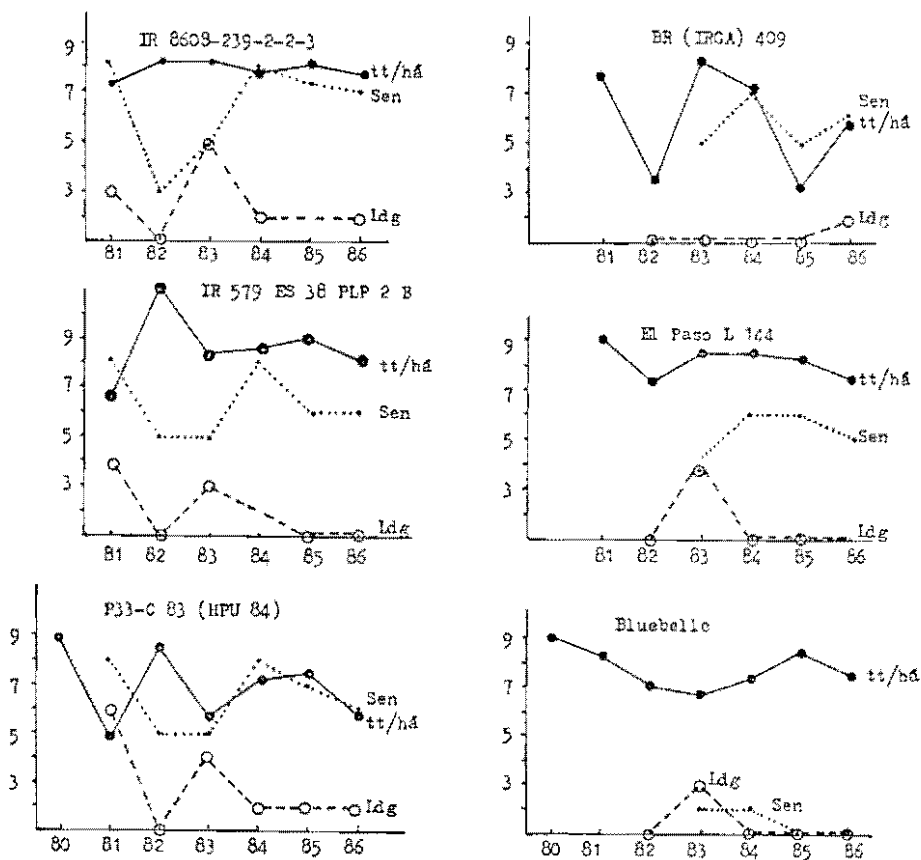 IR 8608-239-2-2-3
9
7
5
3
tt/há
Sen
Ldg
81 82 83 84 85 86
BR (IRGA) 409
9
7
5
3
Sen
tt/há
Ldg
81 82 83 84 85 86
IR 579 ES 38 PLP 2 B
9
7
5
3
tt/há
Sen
Ldg
81 82 83 84 85 86
El Paso L 144
9
7
5
3
tt/há
Sen
Ldg
81 82 83 84 85 86
P33-C 83 (HPU 84)
9
7
5
3
Sen
tt/há
Ldg
80 81 82 83 84 85 86
Bluebelle
9
7
5
3
tt/há
Ldg
Sen
80 81 82 83 84 85 86